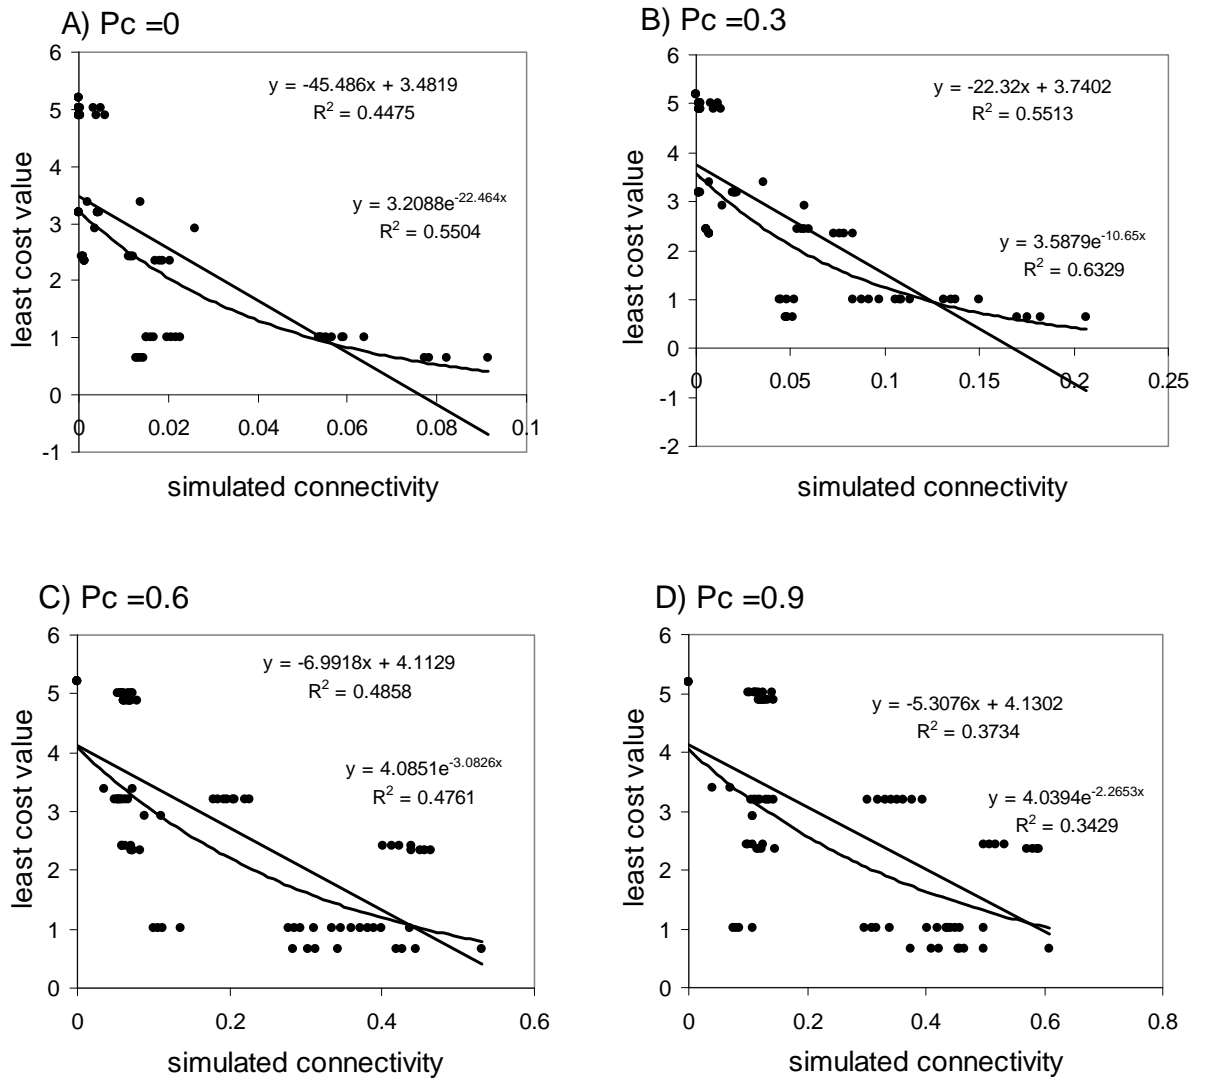 A) Pc =0
y = -45.486x + 3.4819
R² = 0.4475
y = 3.2088e^-22.464x
R² = 0.5504
6
5
4
3
2
1
0
-1
0 0.02 0.04 0.06 0.08 0.1
least cost value
simulated connectivity
B) Pc =0.3
y = -22.32x + 3.7402
R² = 0.5513
y = 3.5879e^-10.65x
R² = 0.6329
6
5
4
3
2
1
0
-1
-2
0 0.05 0.1 0.15 0.2 0.25
least cost value
simulated connectivity
C) Pc =0.6
y = -6.9918x + 4.1129
R² = 0.4858
y = 4.0851e^-3.0826x
R² = 0.4761
6
5
4
3
2
1
0
0 0.2 0.4 0.6
least cost value
simulated connectivity
D) Pc =0.9
y = -5.3076x + 4.1302
R² = 0.3734
y = 4.0394e^-2.2653x
R² = 0.3429
6
5
4
3
2
1
0
0 0.2 0.4 0.6 0.8
least cost value
simulated connectivity